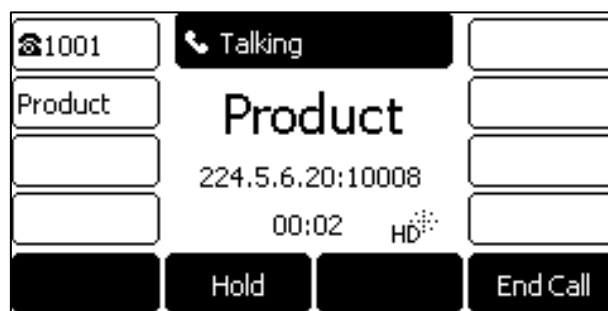 ☎1001
Talking
Product
Product
224.5.6.20:10008
00:02
HD
Hold
End Call